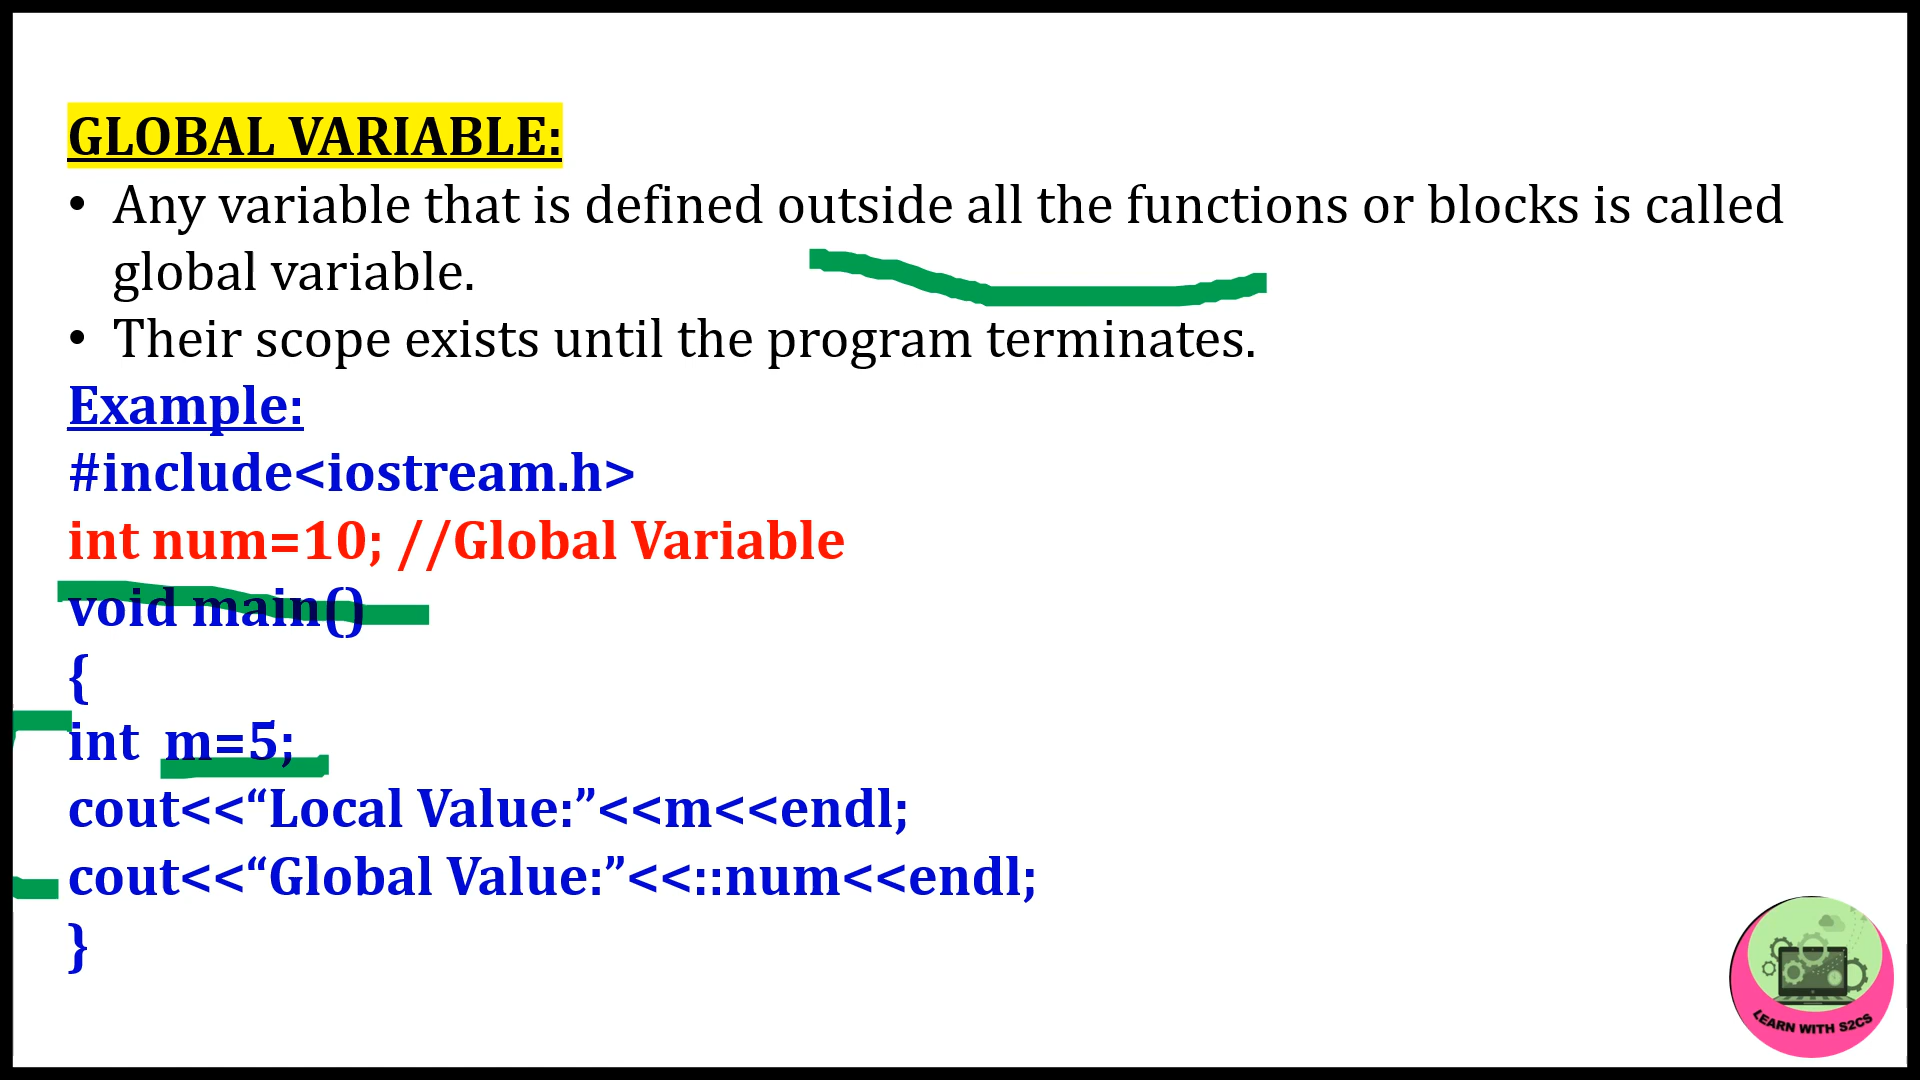 GLOBAL VARIABLE:
• Any variable that is defined outside all the functions or blocks is called
global variable.
• Their scope exists until the program terminates.
Example:
#include<iostream.h>
int num=10; //Global Variable
void main()
{
int  m=5;
cout<<“Local Value:”<<m<<endl;
cout<<“Global Value:”<<::num<<endl;
}
LEARN WITH S2CS